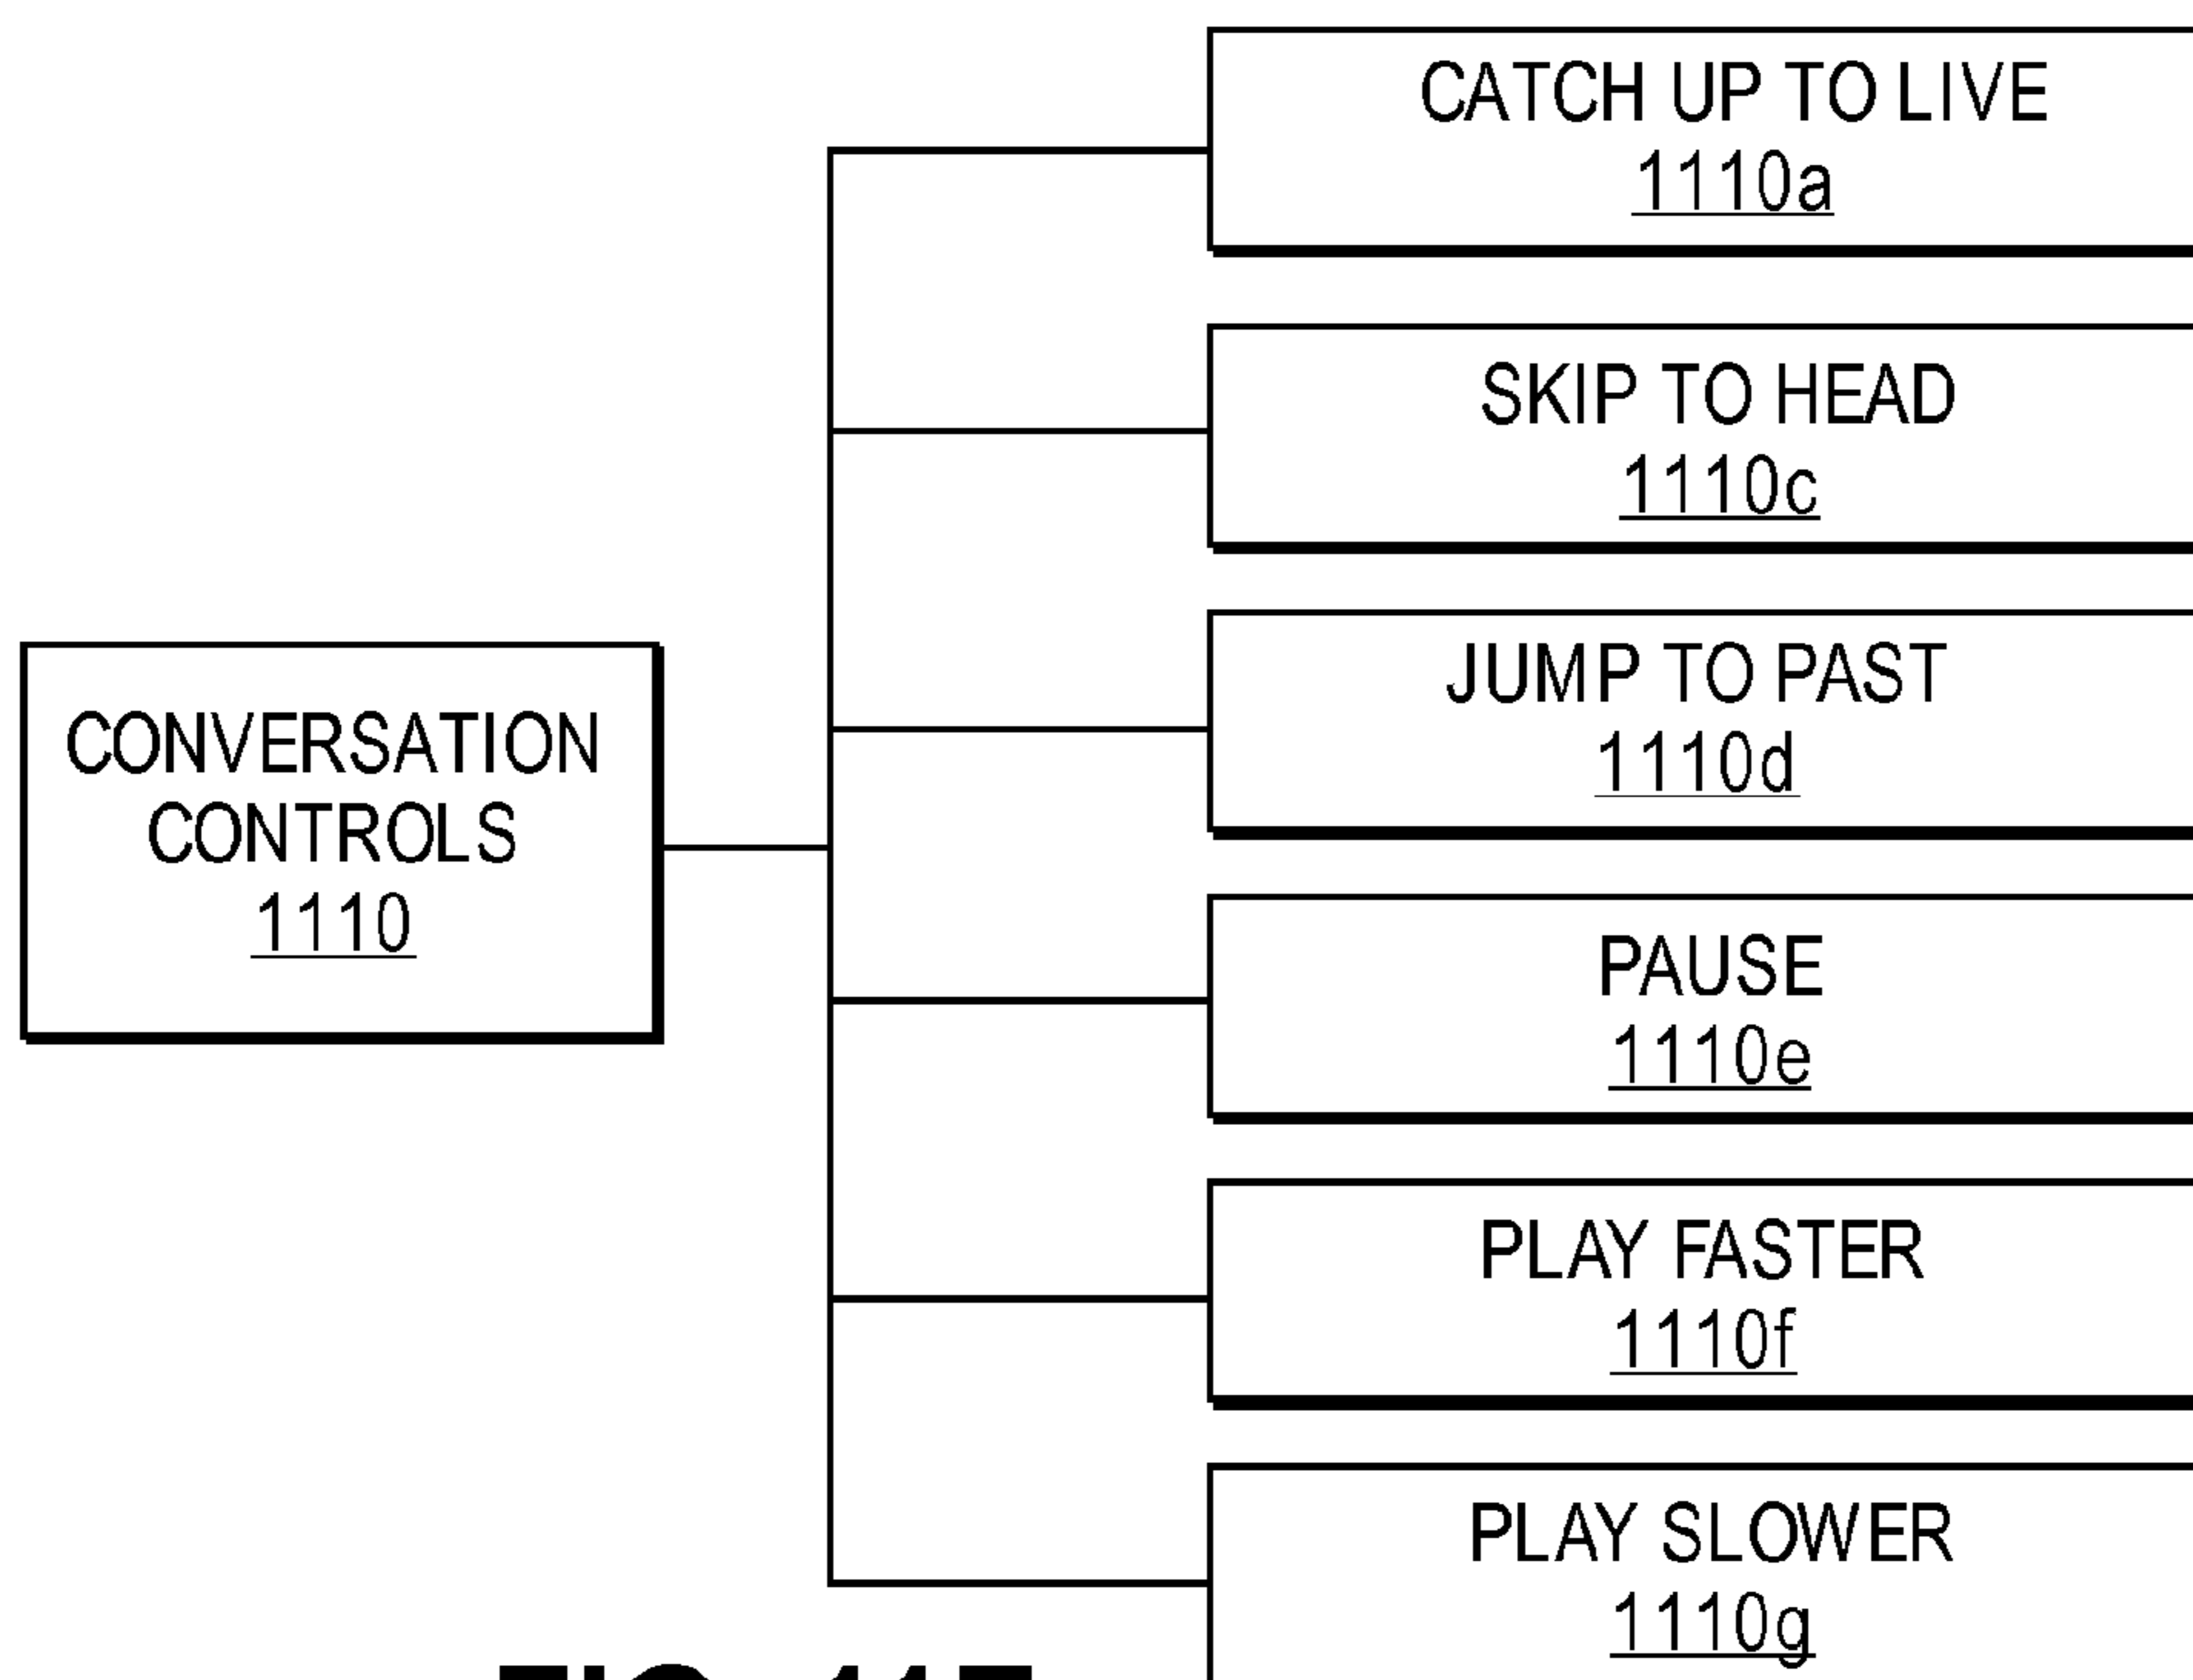 CATCH UP TO LIVE
1110a
SKIP TO HEAD
1110c
JUMP TO PAST
1110d
CONVERSATION
CONTROLS
1110
PAUSE
1110e
PLAY FASTER
1110f
PLAY SLOWER
1110g